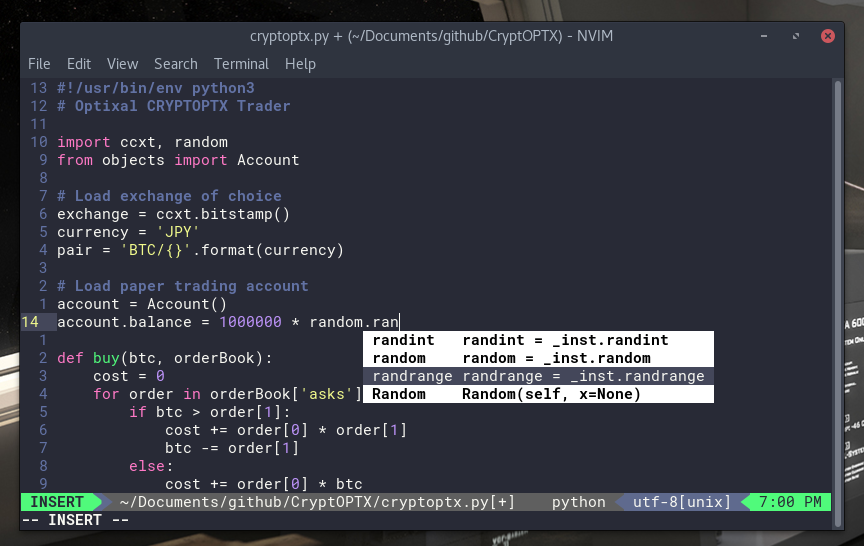 cryptoptx.py + (~/Documents/github/CryptOPTX) - NVIM
File Edit View Search Terminal Help
13 #!/usr/bin/env python3
12 # Optixal CRYPTOPTX Trader
11
10 import ccxt, random
9 from objects import Account
8
7 # Load exchange of choice
6 exchange = ccxt.bitstamp()
5 currency = 'JPY'
4 pair = 'BTC/{}'.format(currency)
3
2 # Load paper trading account
1 account = Account()
14 account.balance = 1000000 * random.ran
1 randint randint = _inst.randint
2 def buy(btc, orderBook): random random = _inst.random
3 cost = 0 randrange randrange = _inst.randrange
4 for order in orderBook['asks'] Random Random(self, x=None)
5 if btc > order[1]:
6 cost += order[0] * order[1]
7 btc -= order[1]
8 else:
9 cost += order[0] * btc
INSERT ~/Documents/github/CryptOPTX/cryptoptx.py[+] python utf-8[unix] 7:00 PM
-- INSERT --